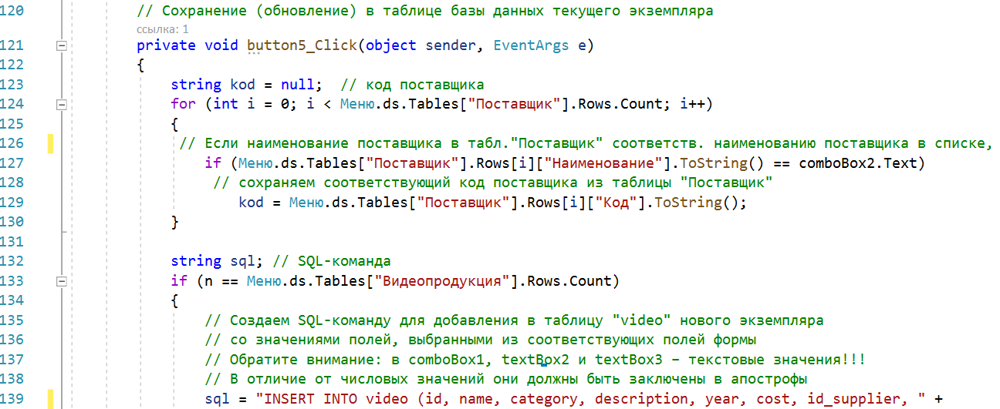 120 // Сохранение (обновление) в таблице базы данных текущего экземпляра
ссылка: 1
121 private void button5_Click(object sender, EventArgs e)
122 {
123 string kod = null; // код поставщика
124 for (int i = 0; i < Меню.ds.Tables["Поставщик"].Rows.Count; i++)
125 {
126 // Если наименование поставщика в табл."Поставщик" соответств. наименованию поставщика в списке,
127 if (Меню.ds.Tables["Поставщик"].Rows[i]["Наименование"].ToString() == comboBox2.Text)
128 // сохраняем соответствующий код поставщика из таблицы "Поставщик"
129 kod = Меню.ds.Tables["Поставщик"].Rows[i]["Код"].ToString();
130 }
131
132 string sql; // SQL-команда
133 if (n == Меню.ds.Tables["Видеопродукция"].Rows.Count)
134 {
135 // Создаем SQL-команду для добавления в таблицу "video" нового экземпляра
136 // со значениями полей, выбранными из соответствующих полей формы
137 // Обратите внимание: в comboBox1, textBox2 и textBox3 – текстовые значения!!!
138 // В отличие от числовых значений они должны быть заключены в апострофы
139 sql = "INSERT INTO video (id, name, category, description, year, cost, id_supplier, " +